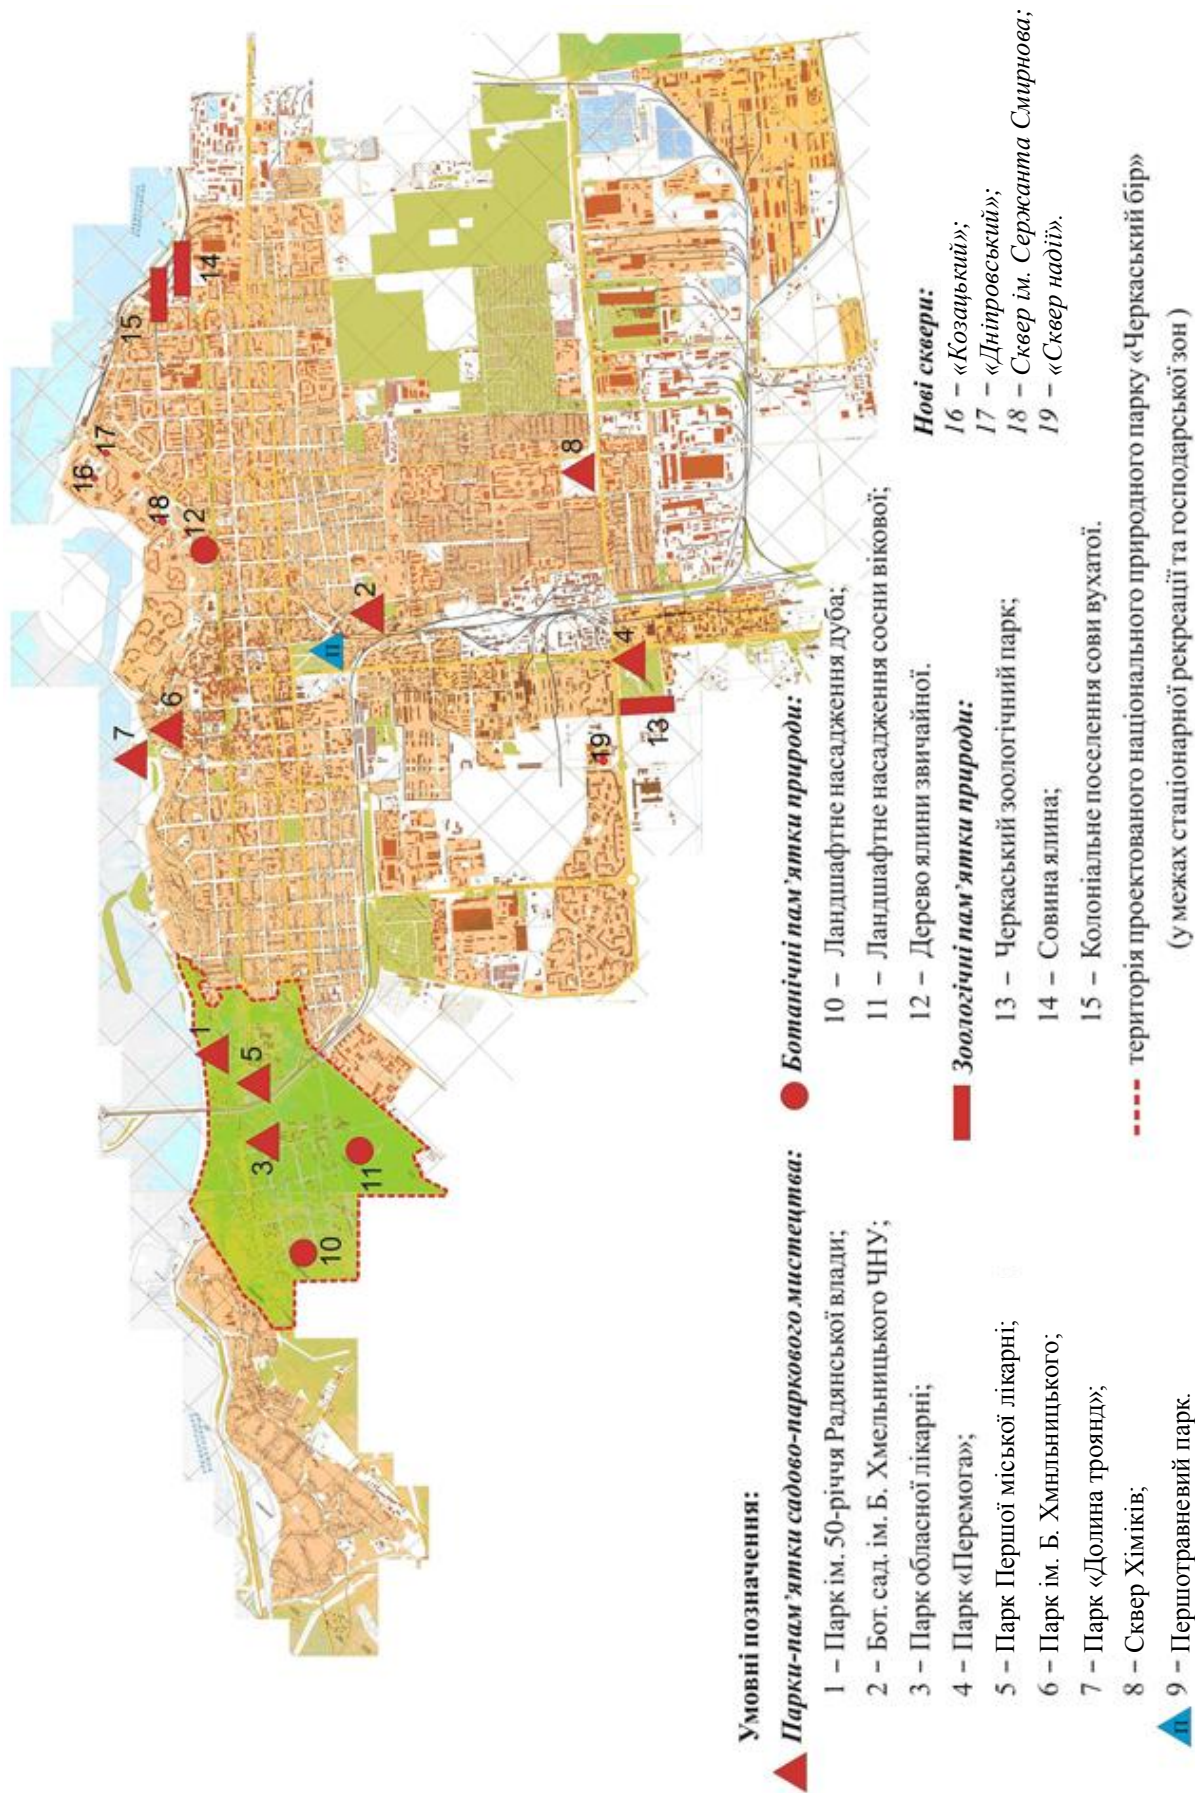 15
14
16
17
18
12
8
2
П
7
6
4
13
19
1
5
3
11
10
Умовні позначення:
Парки-пам’ятки садово-паркового мистецтва:
1 – Парк ім. 50-річчя Радянської влади;
2 – Бот. сад. ім. Б. Хмельницького ЧНУ;
3 – Парк обласної лікарні;
4 – Парк «Перемога»;
5 – Парк Першої міської лікарні;
6 – Парк ім. Б. Хмнльницького;
7 – Парк «Долина троянд»;
8 – Сквер Хіміків;
П 9 – Першотравневий парк.
Ботанічні пам’ятки природи:
10 – Ландшафтне насадження дуба;
11 – Ландшафтне насадження сосни вікової;
12 – Дерево ялини звичайної.
Зоологічні пам’ятки природи:
13 – Черкаський зоологічний парк;
14 – Совина ялина;
15 – Колоніальне поселення сови вухатої.
територія проектованого національного природного парку «Черкаський бір»
(у межах стаціонарної рекреації та господарської зон )
Нові сквери:
16 – «Козацький»;
17 – «Дніпровський»;
18 – Сквер ім. Сержанта Смирнова;
19 – «Сквер надії».